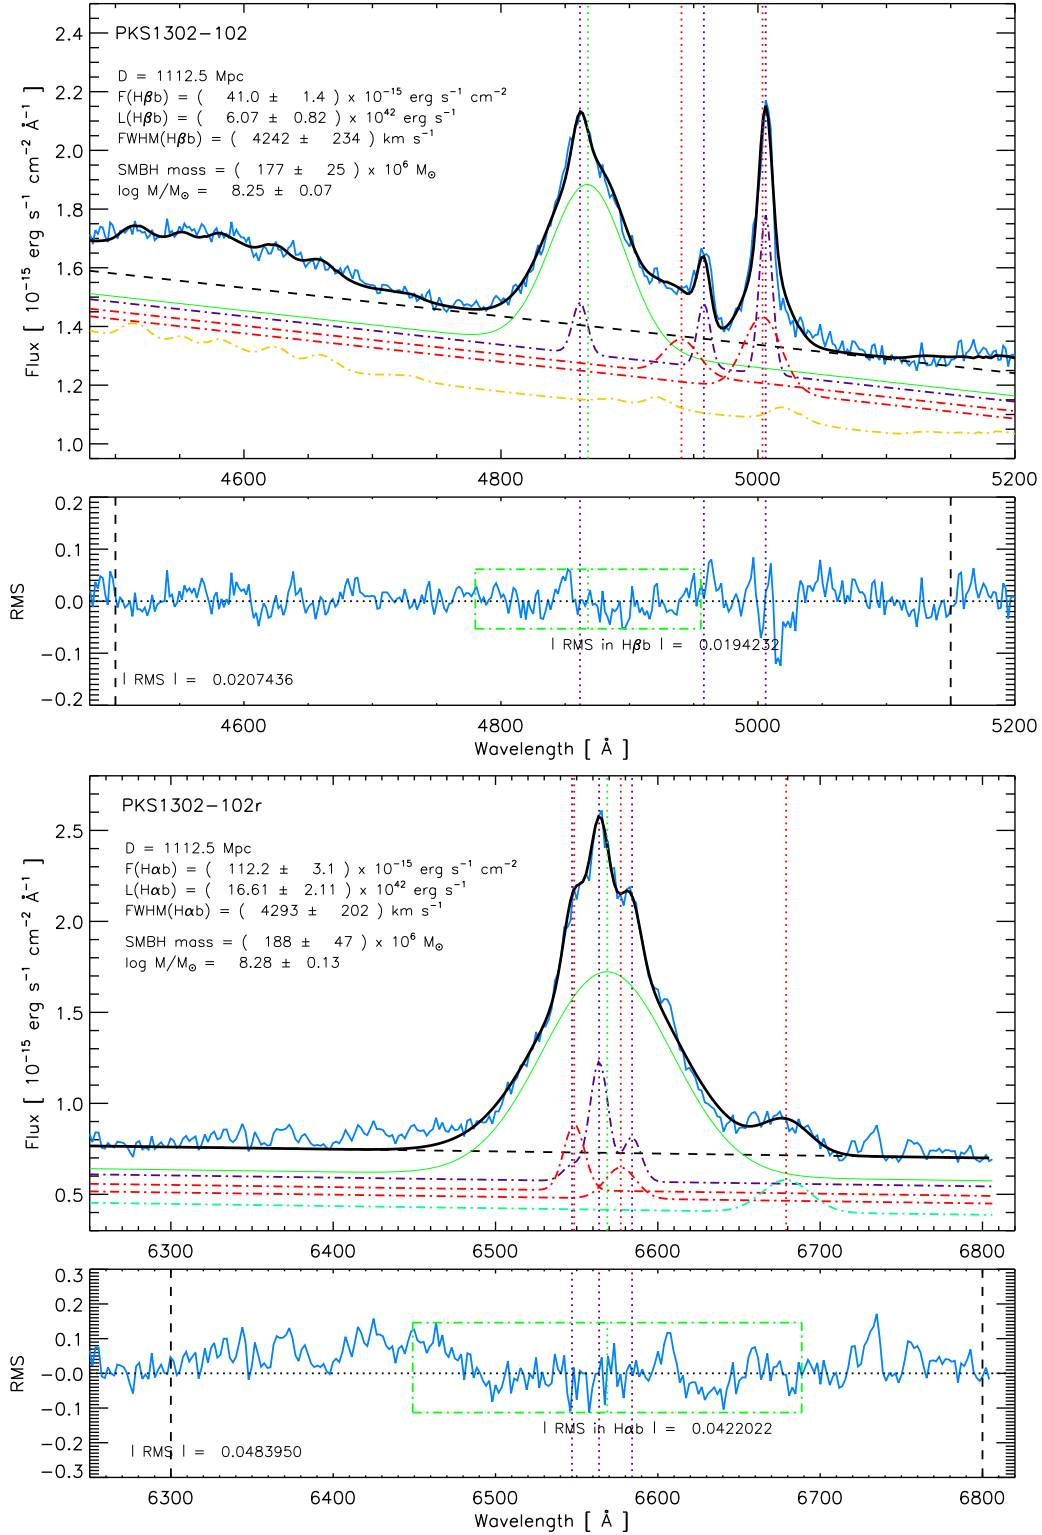 PKS1302−102
D = 1112.5 Mpc
F(Hβb) = ( 41.0 ± 1.4 ) x 10⁻¹⁵ erg s⁻¹ cm⁻²
L(Hβb) = ( 6.07 ± 0.82 ) x 10⁴² erg s⁻¹
FWHM(Hβb) = ( 4242 ± 234 ) km s⁻¹
SMBH mass = ( 177 ± 25 ) x 10⁶ M⊙
log M/M⊙ = 8.25 ± 0.07
Flux [ 10⁻¹⁵ erg s⁻¹ cm⁻² Å⁻¹ ]
2.4
2.2
2.0
1.8
1.6
1.4
1.2
1.0
4600 4800 5000 5200
RMS
0.2
0.1
0.0
−0.1
−0.2
| RMS in Hβb | = 0.0194232
| RMS | = 0.0207436
4600 4800 5000 5200
Wavelength [ Å ]
PKS1302−102r
D = 1112.5 Mpc
F(Hαb) = ( 112.2 ± 3.1 ) x 10⁻¹⁵ erg s⁻¹ cm⁻²
L(Hαb) = ( 16.61 ± 2.11 ) x 10⁴² erg s⁻¹
FWHM(Hαb) = ( 4293 ± 202 ) km s⁻¹
SMBH mass = ( 188 ± 47 ) x 10⁶ M⊙
log M/M⊙ = 8.28 ± 0.13
Flux [ 10⁻¹⁵ erg s⁻¹ cm⁻² Å⁻¹ ]
2.5
2.0
1.5
1.0
0.5
6300 6400 6500 6600 6700 6800
RMS
0.3
0.2
0.1
−0.0
−0.1
−0.2
−0.3
| RMS in Hαb | = 0.0422022
| RMS | = 0.0483950
6300 6400 6500 6600 6700 6800
Wavelength [ Å ]